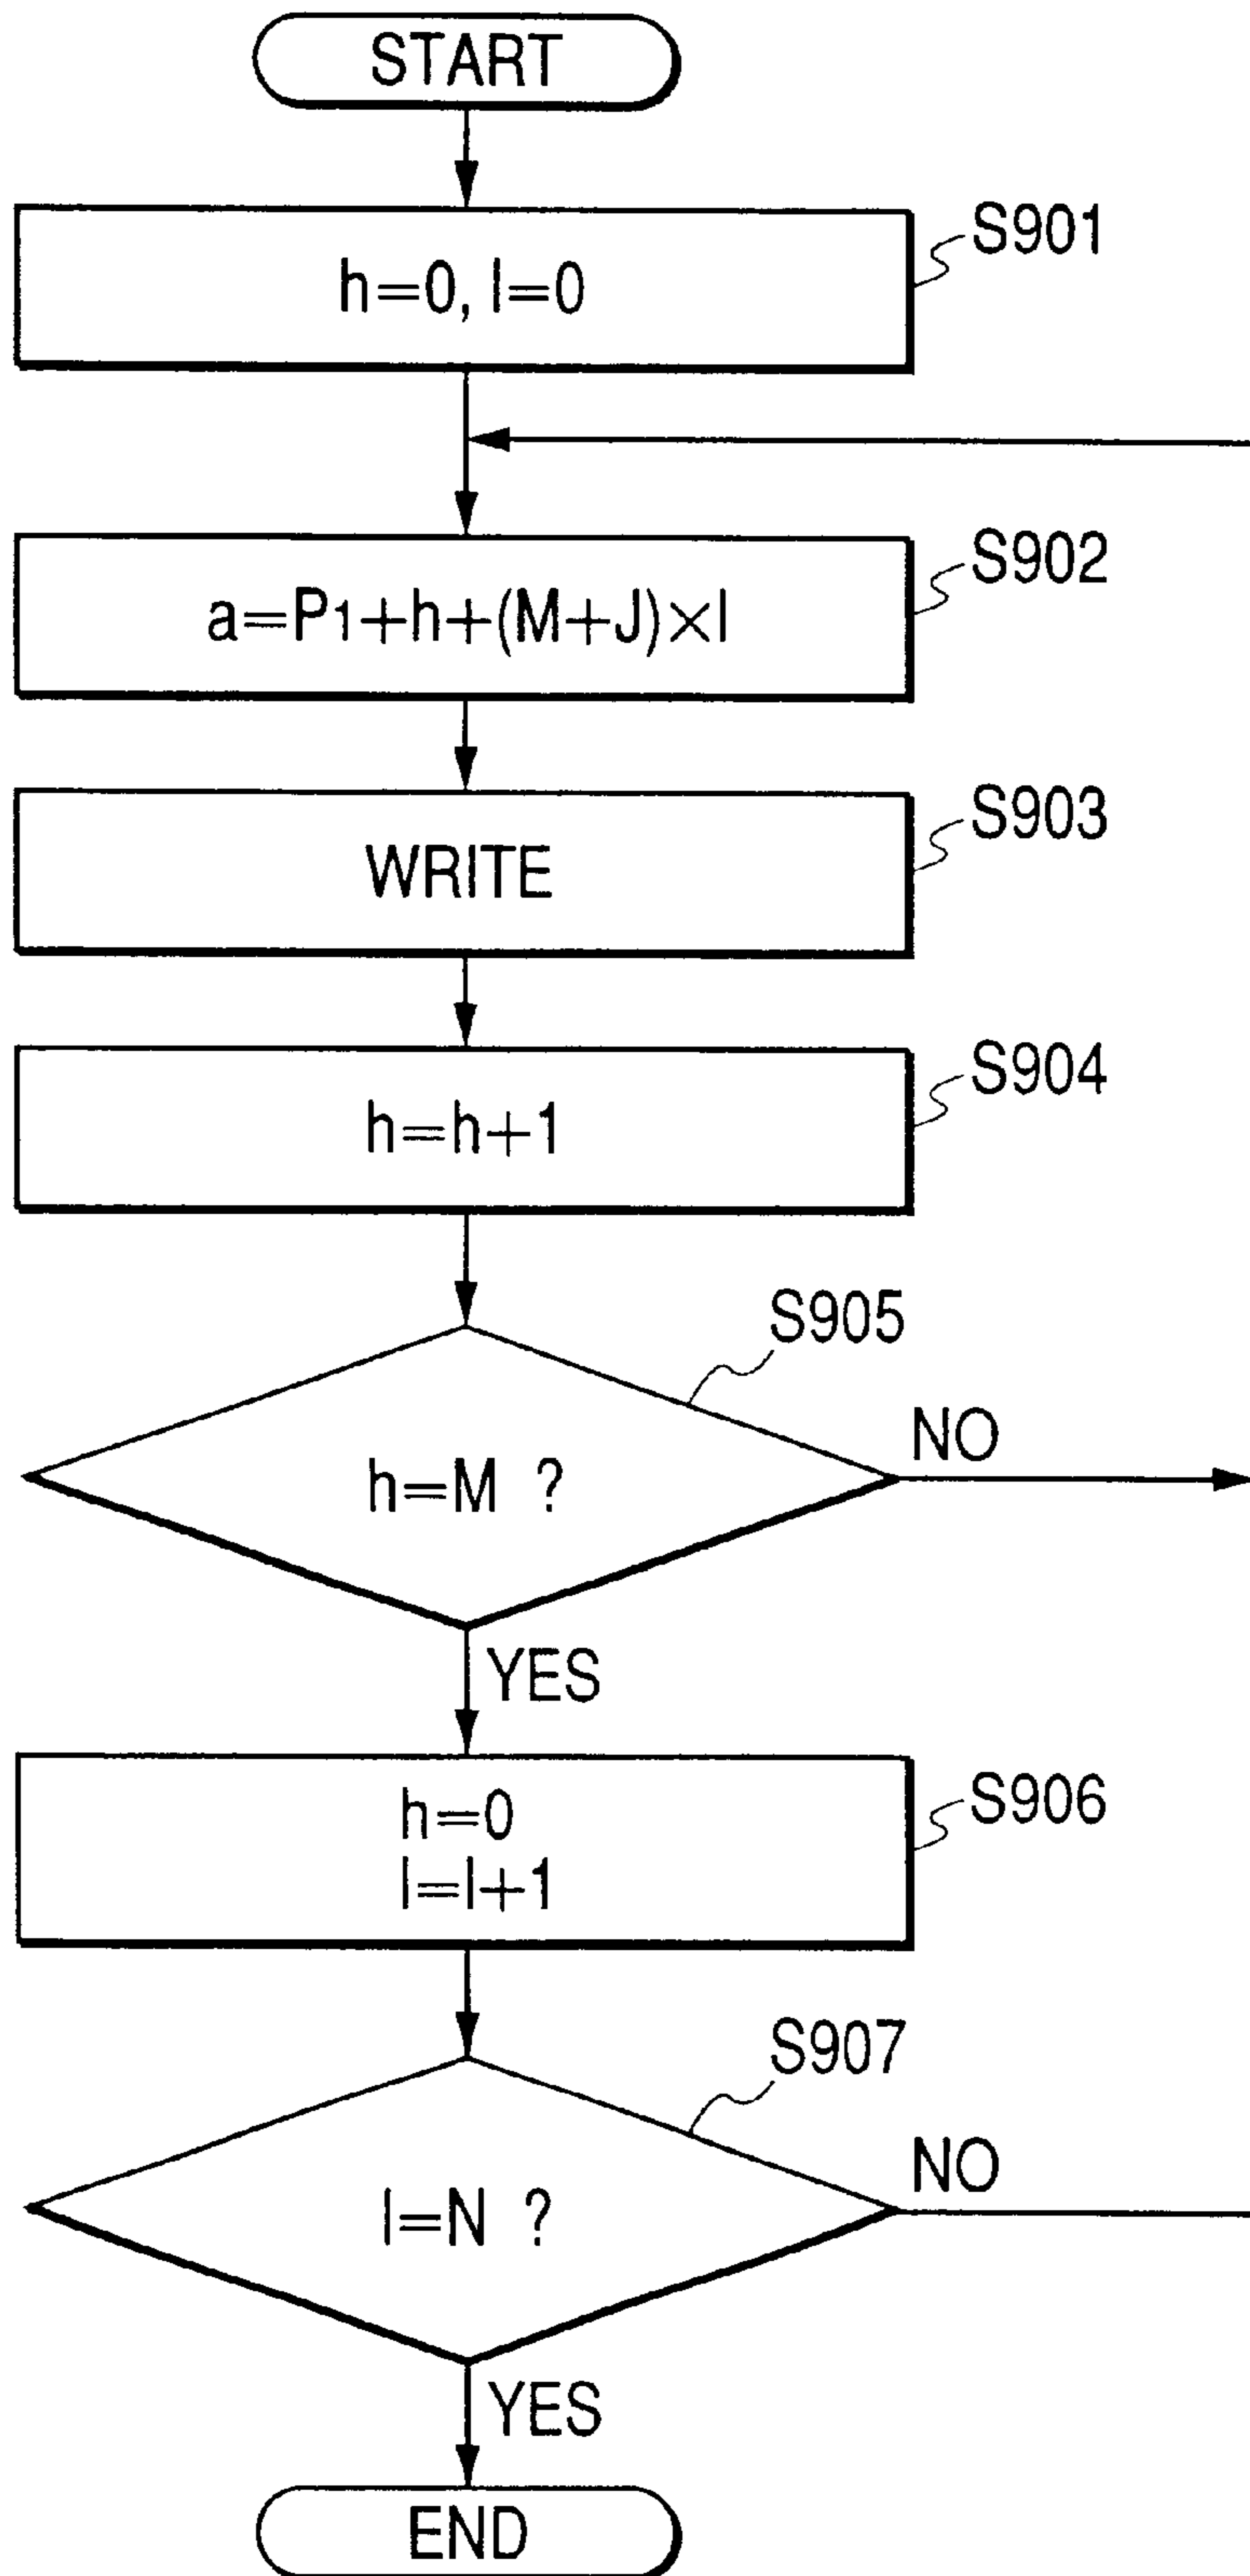 START
S901
h=0, l=0
S902
a=P1+h+(M+J)×l
S903
WRITE
S904
h=h+1
S905
NO
h=M ?
YES
S906
h=0
l=l+1
S907
NO
l=N ?
YES
END